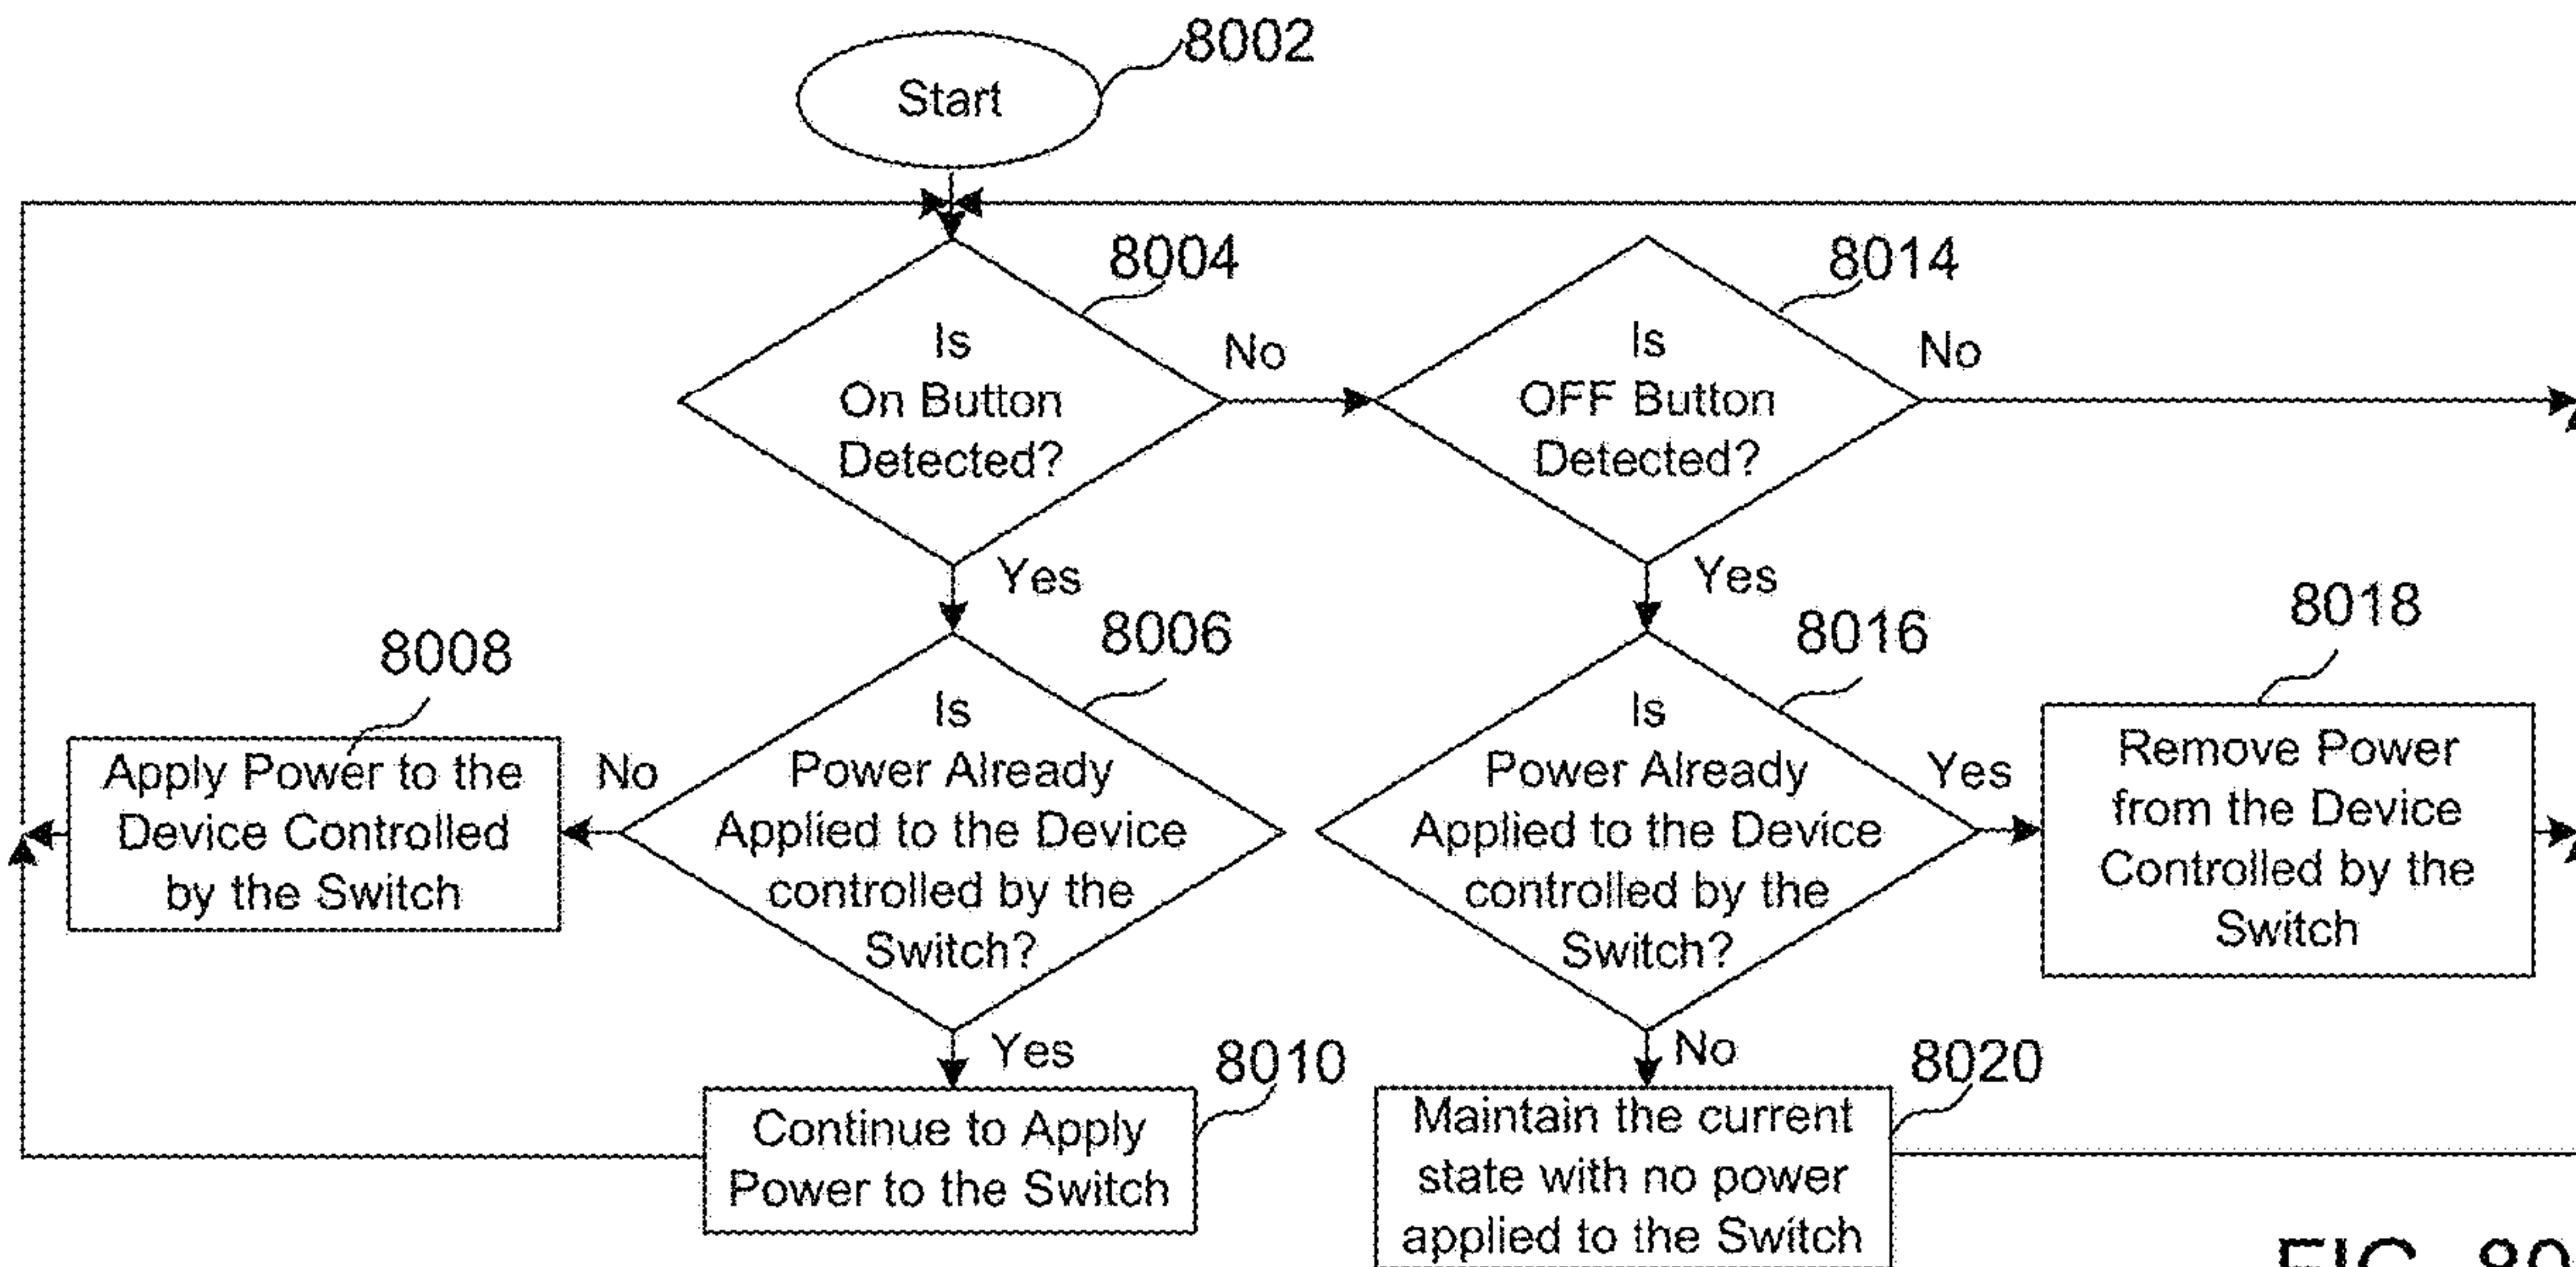 8002
Start
8004
Is
On Button
Detected?
No
8014
Is
OFF Button
Detected?
No
Yes
Yes
8006
Is
Power Already
Applied to the Device
controlled by the
Switch?
No
8008
Apply Power to the
Device Controlled
by the Switch
Yes
8010
Continue to Apply
Power to the Switch
8016
Is
Power Already
Applied to the Device
controlled by the
Switch?
Yes
8018
Remove Power
from the Device
Controlled by the
Switch
No
8020
Maintain the current
state with no power
applied to the Switch
FIG. 80